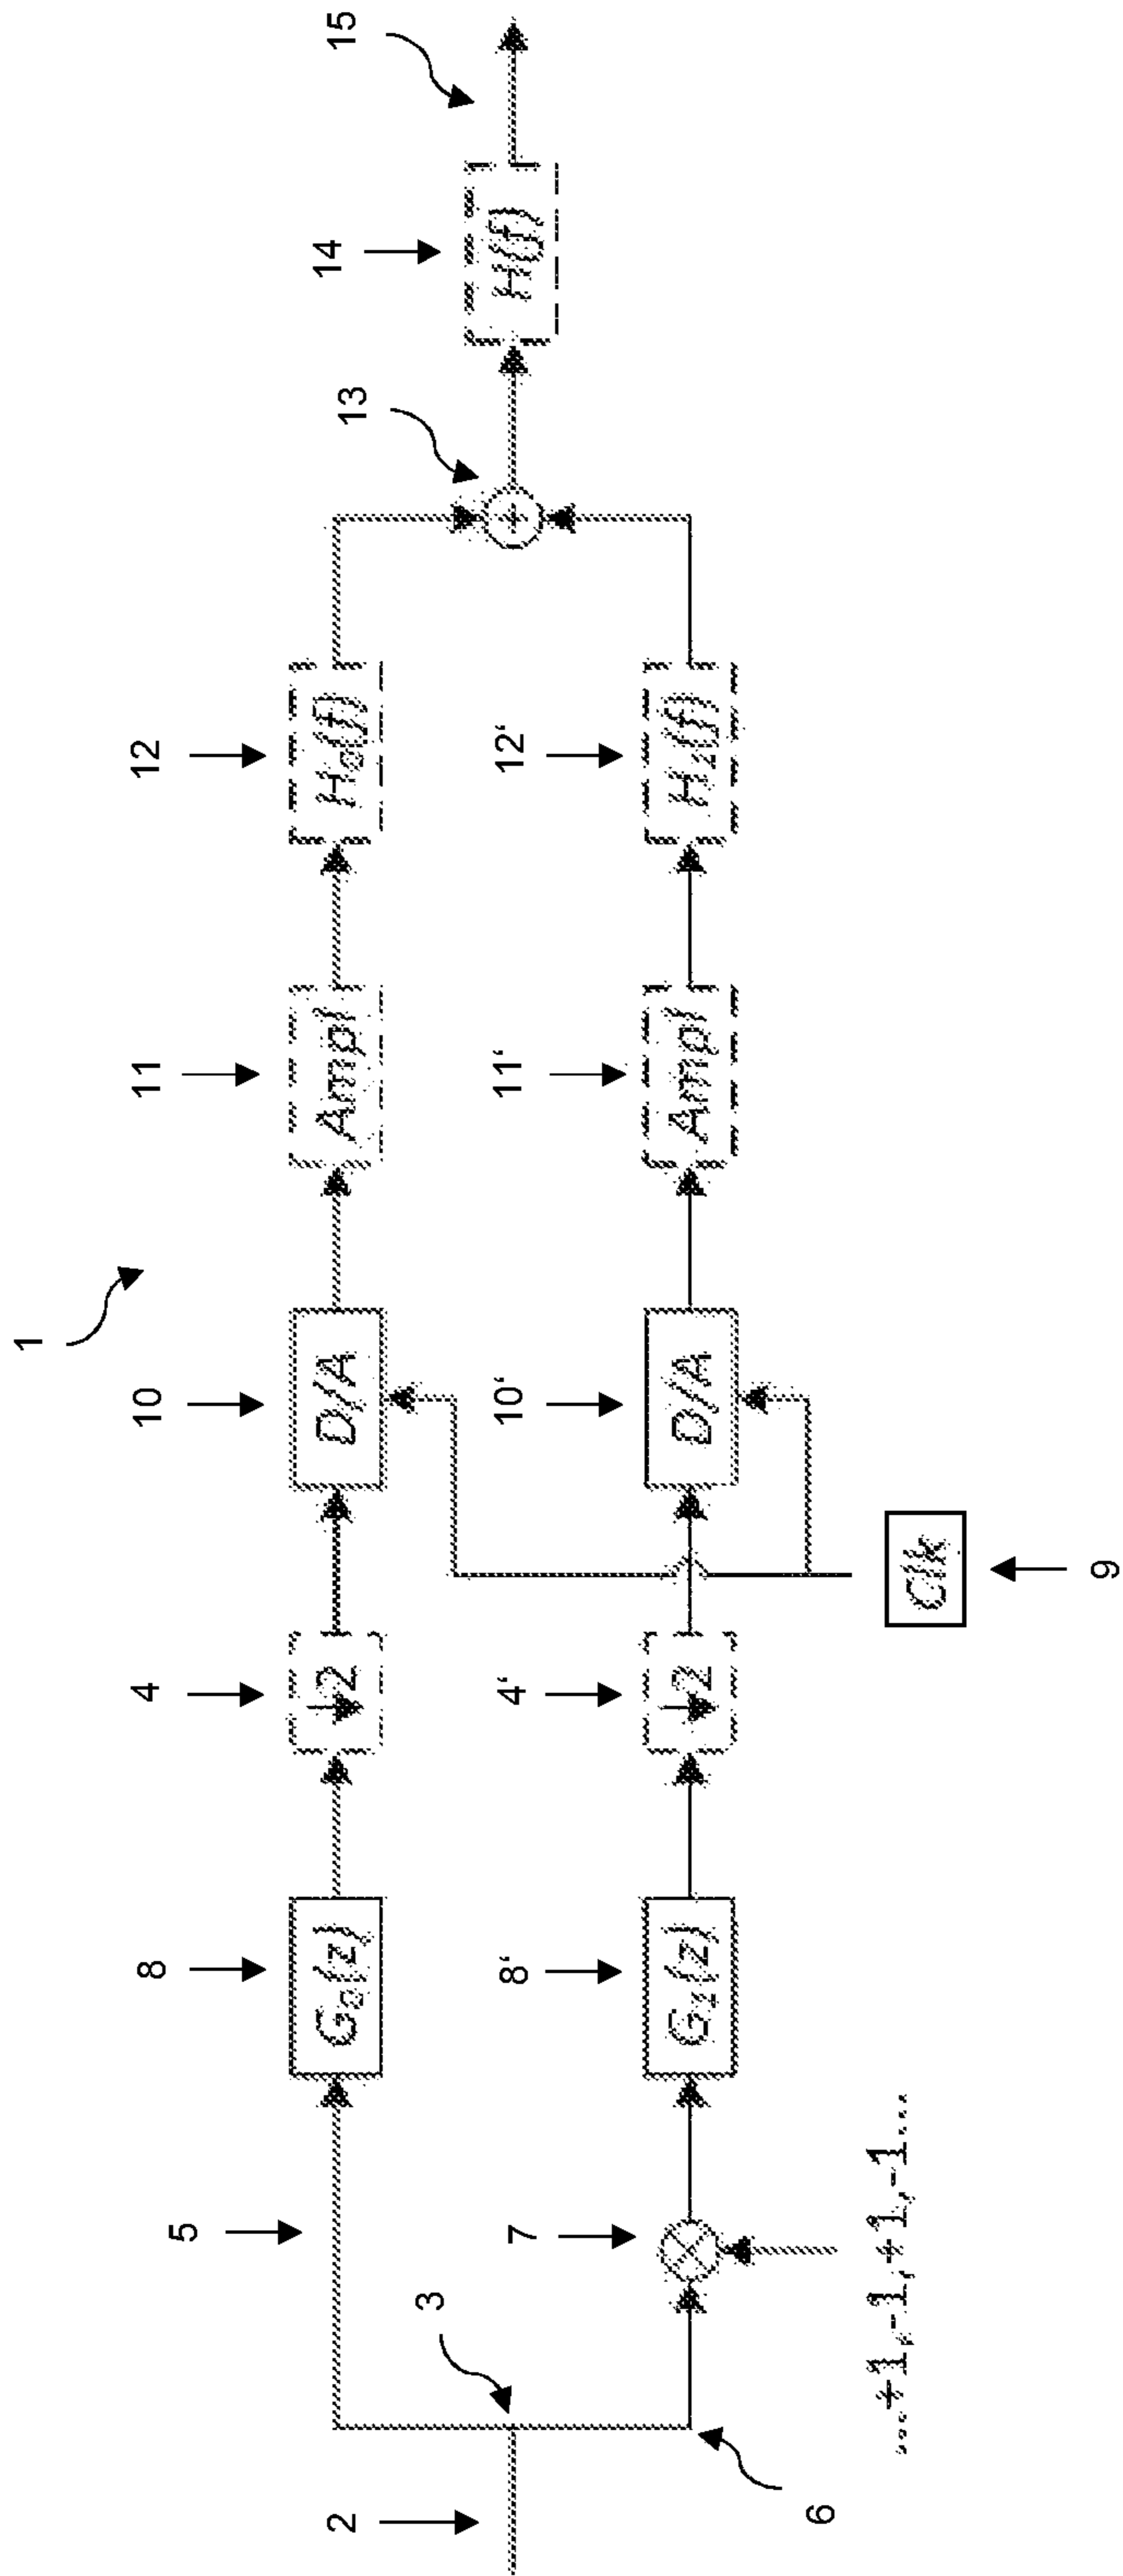 1
2
3
5
6
7
...+1,-1,+1,-1...
8
G₀(z)
8'
G₁(z)
4
↓2
4'
↓2
9
Clk
10
D/A
10'
D/A
11
Ampl
11'
Ampl
12
H₀(f)
12'
H₁(f)
13
+
14
H(f)
15